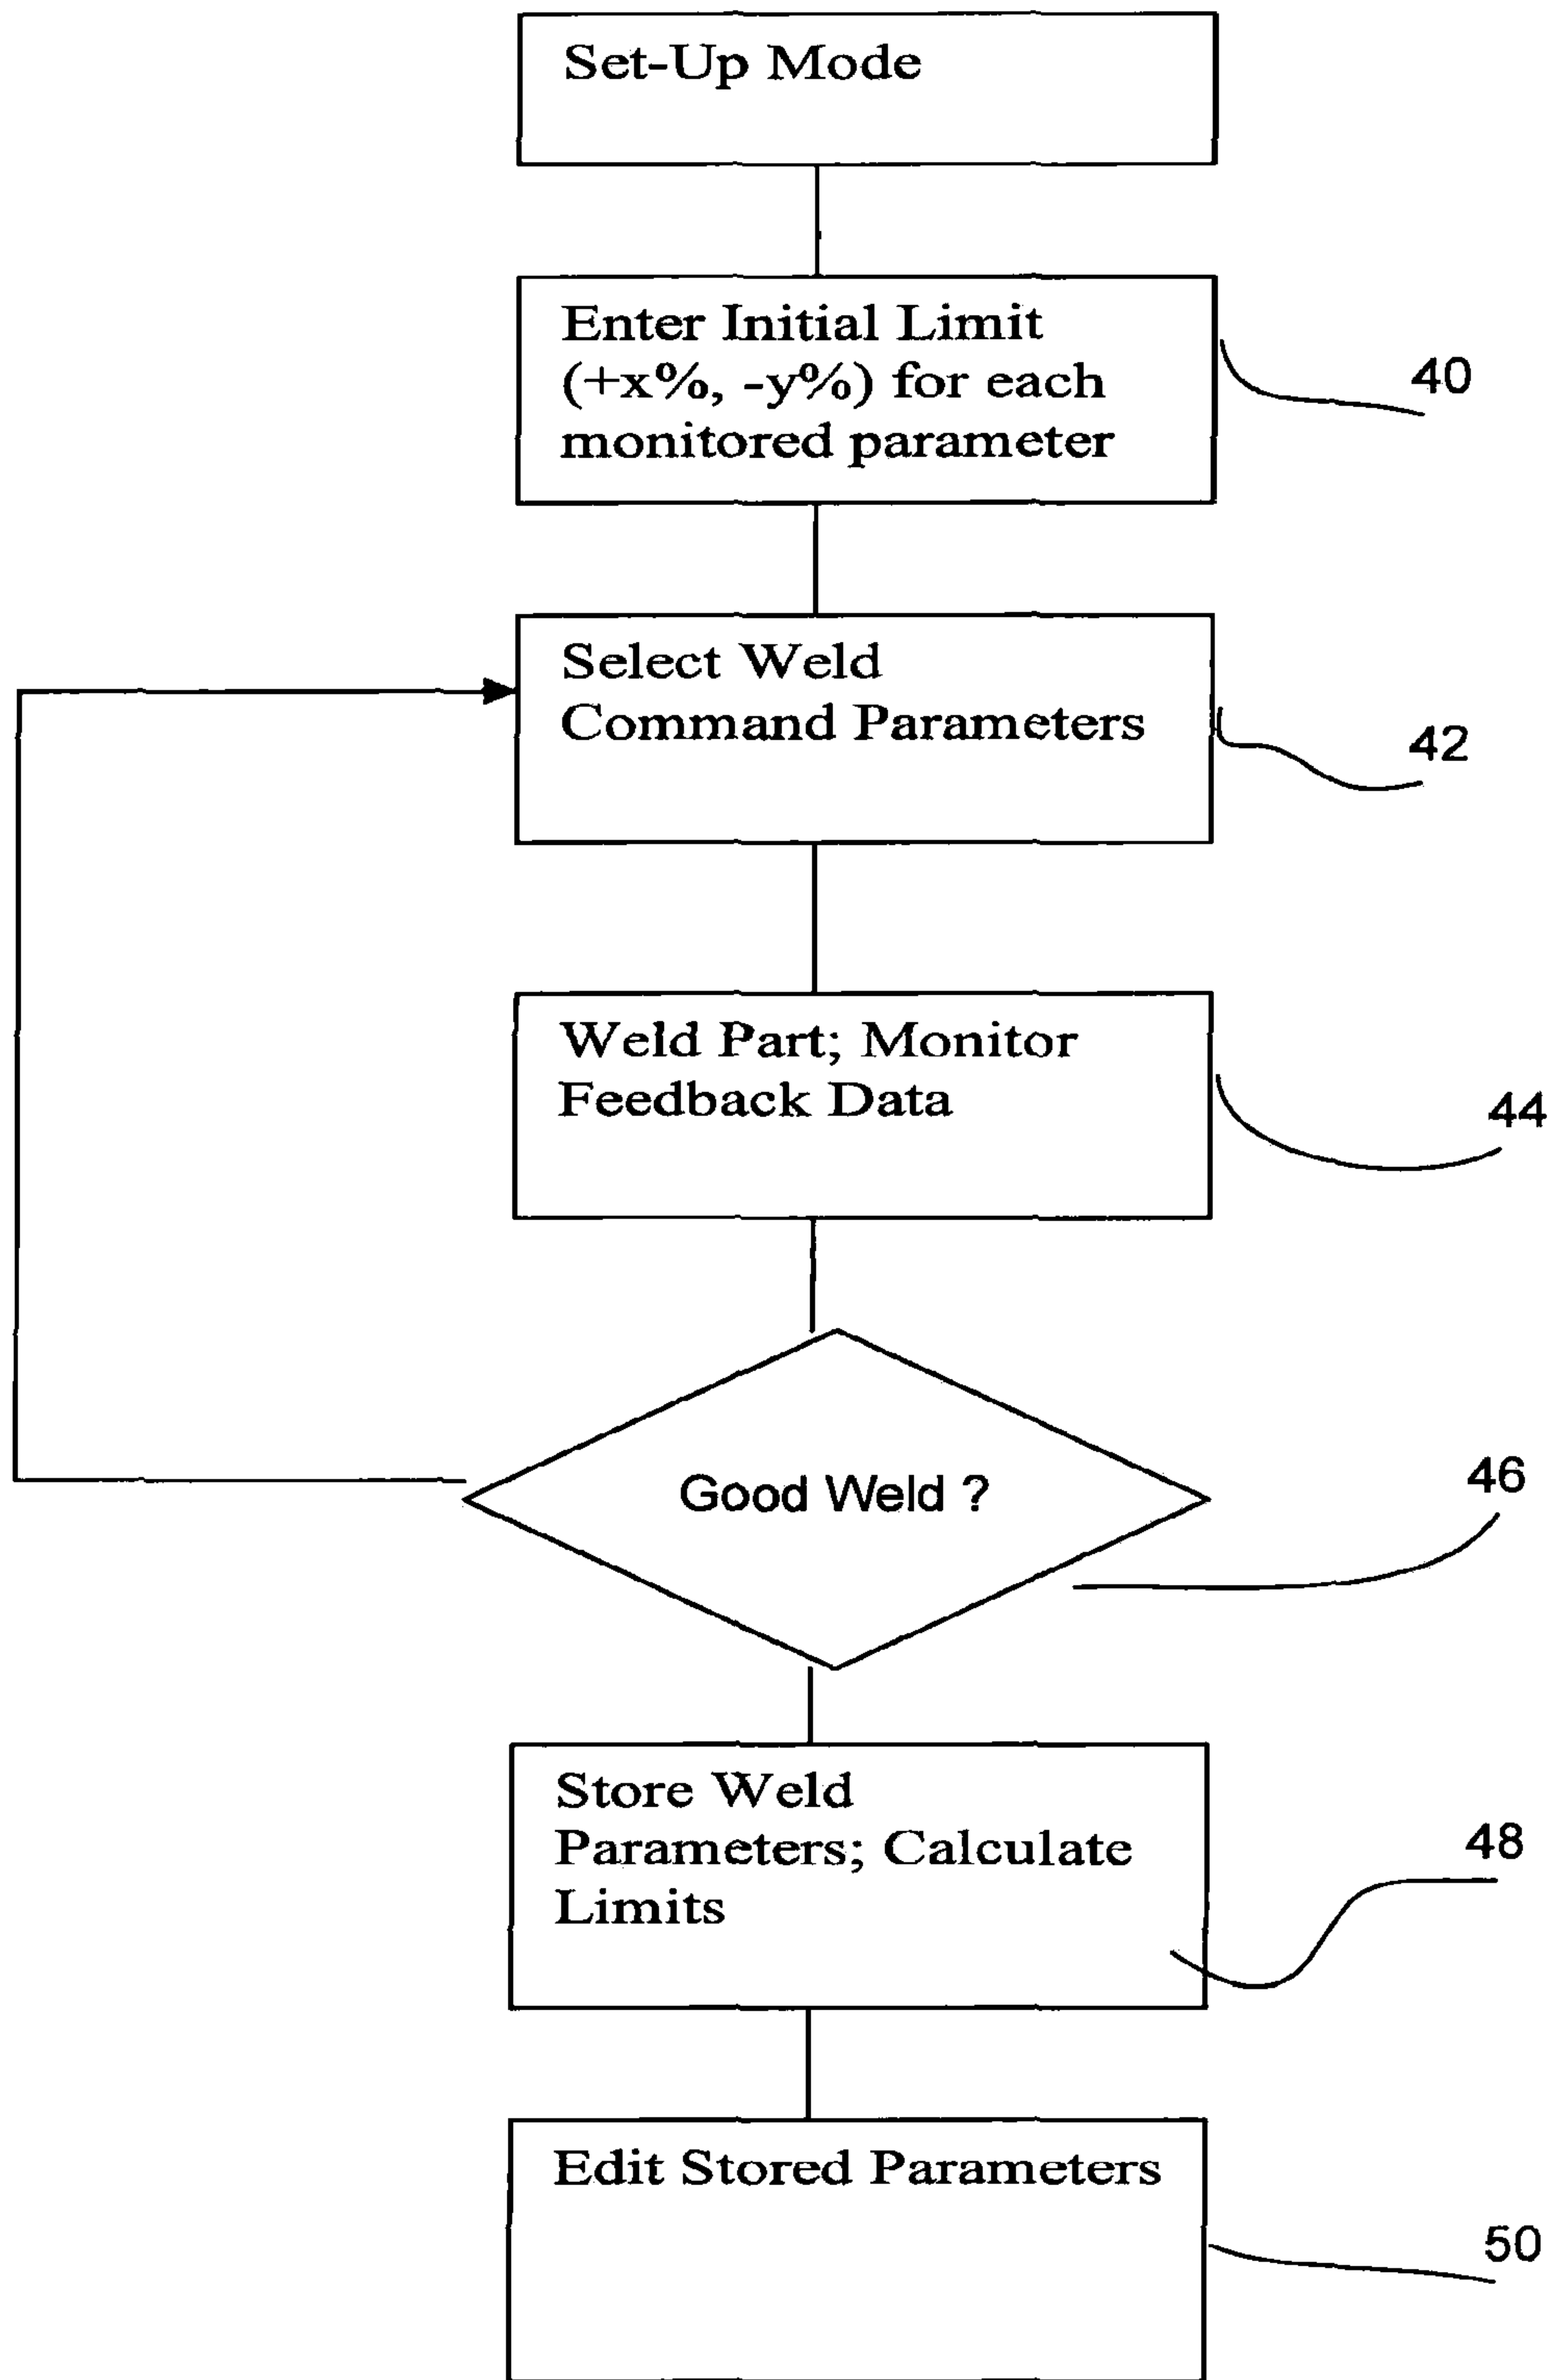 Set-Up Mode
Enter Initial Limit
(+x%, -y%) for each
monitored parameter
40
Select Weld
Command Parameters
42
Weld Part; Monitor
Feedback Data
44
Good Weld ?
46
Store Weld
Parameters; Calculate
Limits
48
Edit Stored Parameters
50